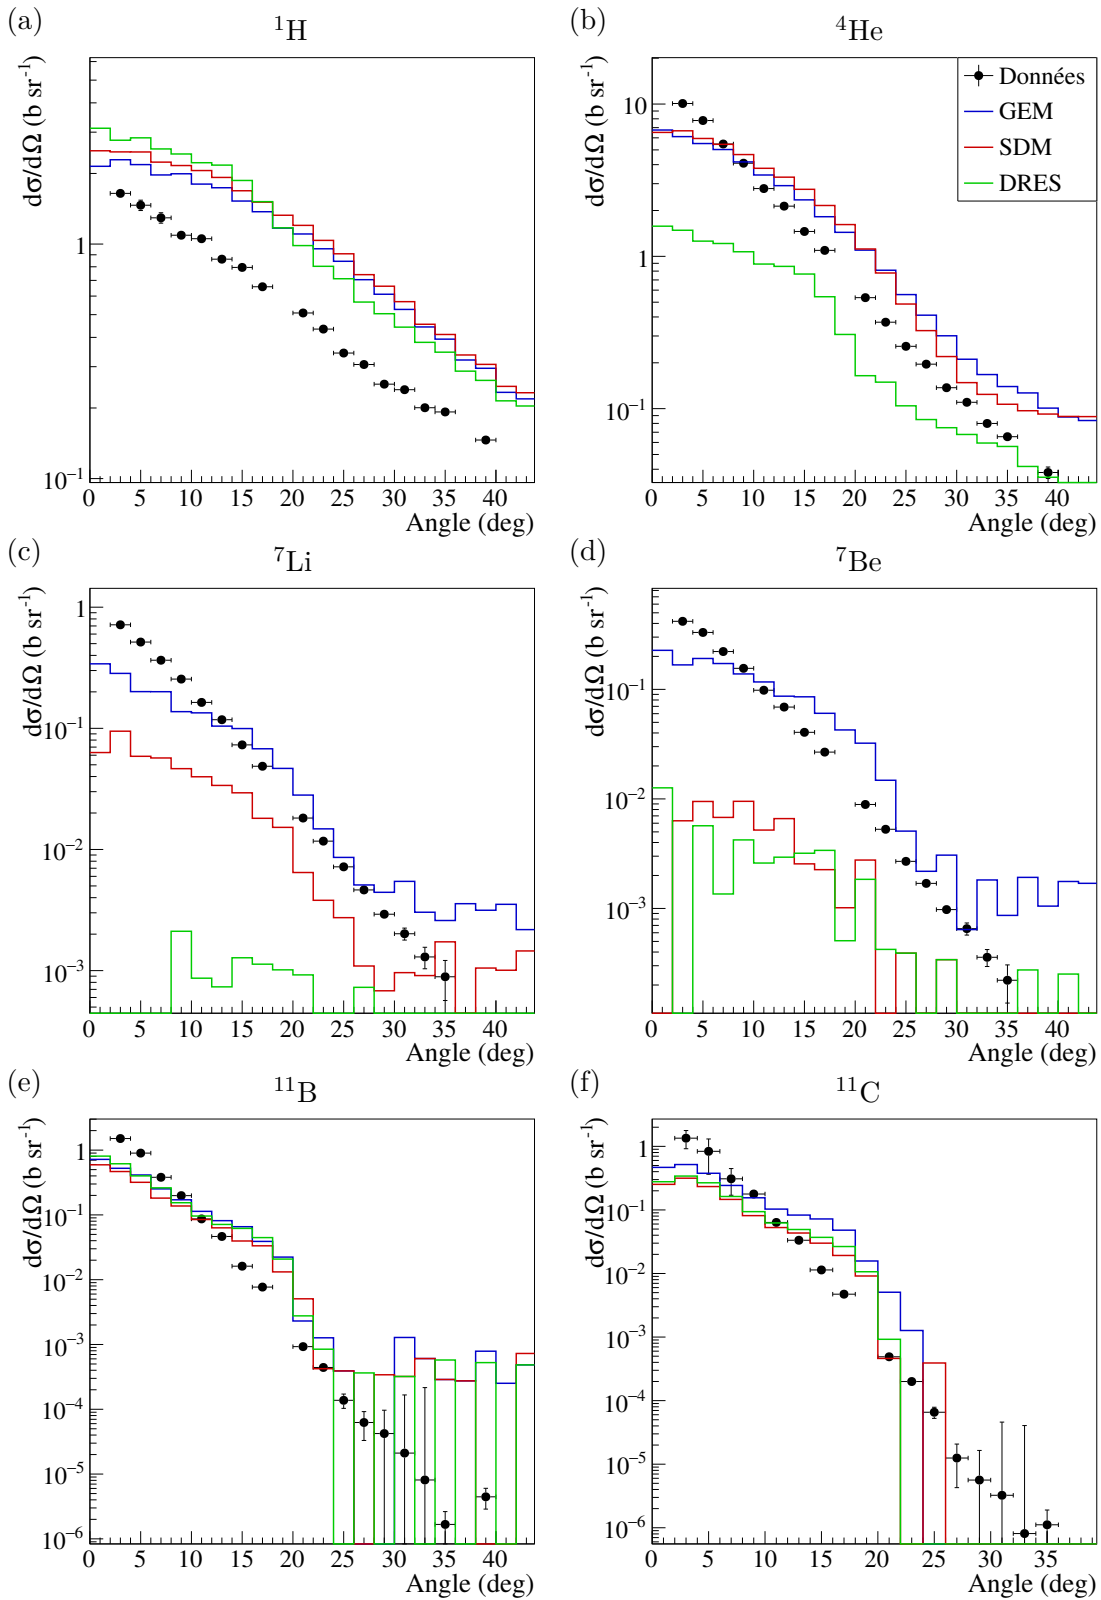 (a)
¹H
dσ/dΩ (b sr⁻¹)
1
10⁻¹
0 5 10 15 20 25 30 35 40
Angle (deg)
(b)
⁴He
Données
GEM
SDM
DRES
dσ/dΩ (b sr⁻¹)
10
1
10⁻¹
0 5 10 15 20 25 30 35 40
Angle (deg)
(c)
⁷Li
dσ/dΩ (b sr⁻¹)
1
10⁻¹
10⁻²
10⁻³
0 5 10 15 20 25 30 35 40
Angle (deg)
(d)
⁷Be
dσ/dΩ (b sr⁻¹)
10⁻¹
10⁻²
10⁻³
0 5 10 15 20 25 30 35 40
Angle (deg)
(e)
¹¹B
dσ/dΩ (b sr⁻¹)
1
10⁻¹
10⁻²
10⁻³
10⁻⁴
10⁻⁵
10⁻⁶
0 5 10 15 20 25 30 35 40
Angle (deg)
(f)
¹¹C
dσ/dΩ (b sr⁻¹)
1
10⁻¹
10⁻²
10⁻³
10⁻⁴
10⁻⁵
10⁻⁶
0 5 10 15 20 25 30 35
Angle (deg)